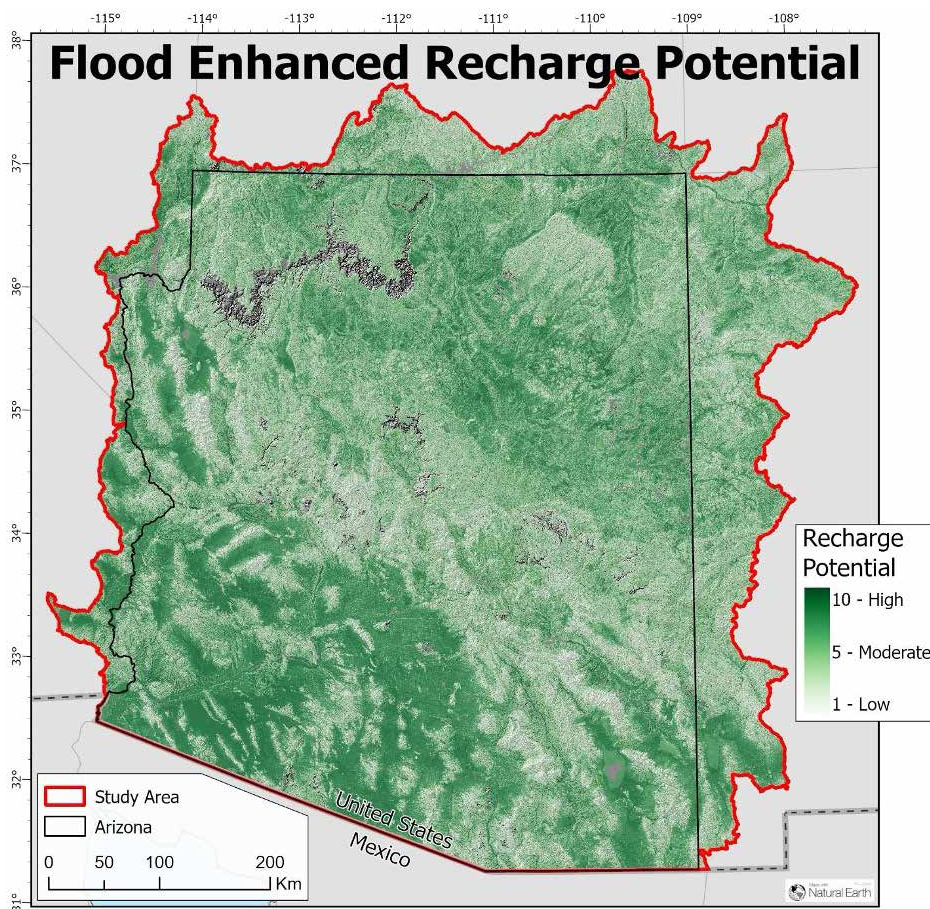 -115° -114° -113° -112° -111° -110° -109° -108°
38°
Flood Enhanced Recharge Potential
37°
36°
35°
34°
Recharge
Potential
10 - High
5 - Moderate
1 - Low
33°
32°
United States
Mexico
Study Area
Arizona
0 50 100 200
Km
31°
Natural Earth